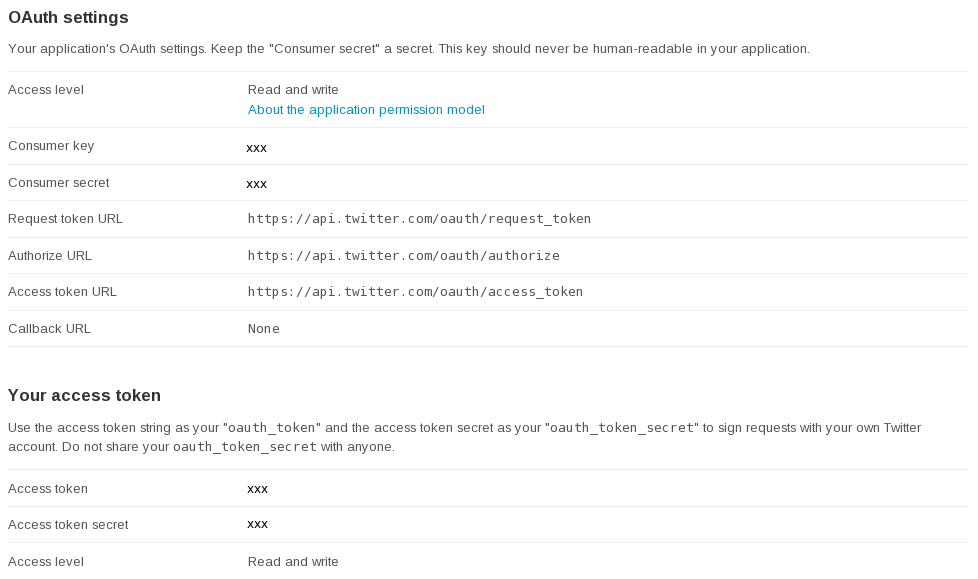 OAuth settings
Your application's OAuth settings. Keep the "Consumer secret" a secret. This key should never be human-readable in your application.
Access level Read and write
About the application permission model
Consumer key xxx
Consumer secret xxx
Request token URL https://api.twitter.com/oauth/request_token
Authorize URL https://api.twitter.com/oauth/authorize
Access token URL https://api.twitter.com/oauth/access_token
Callback URL None
Your access token
Use the access token string as your "oauth_token" and the access token secret as your "oauth_token_secret" to sign requests with your own Twitter
account. Do not share your oauth_token_secret with anyone.
Access token xxx
Access token secret xxx
Access level Read and write